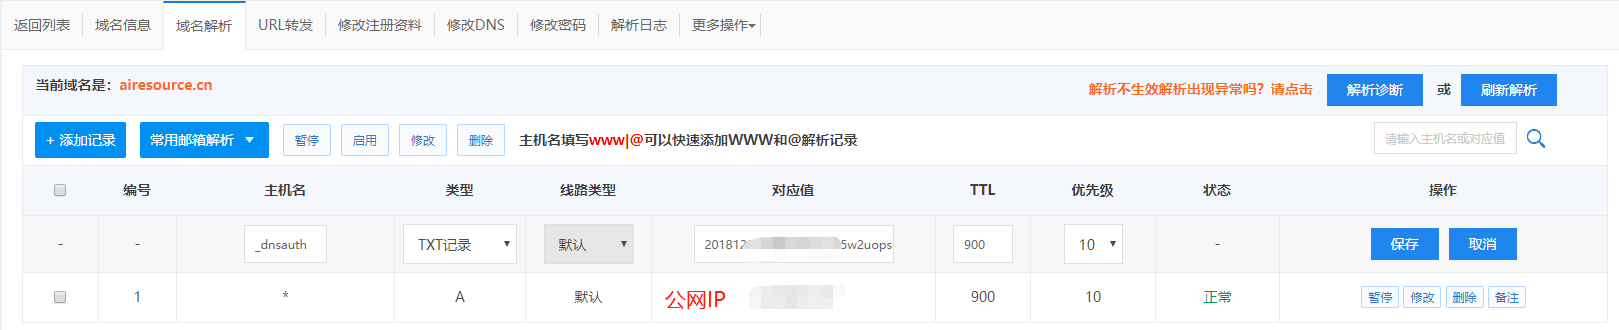 返回列表 域名信息 域名解析 URL转发 修改注册资料 修改DNS 修改密码 解析日志 更多操作
当前域名是：airesource.cn 解析不生效解析出现异常吗？请点击 解析诊断 或 刷新解析
+ 添加记录 常用邮箱解析 暂停 启用 修改 删除 主机名填写www|@可以快速添加WWW和@解析记录 请输入主机名或对应值
编号 主机名 类型 线路类型 对应值 TTL 优先级 状态 操作
- - _dnsauth TXT记录 默认 201812 5w2uops 900 10 - 保存 取消
1 * A 默认 公网IP 900 10 正常 暂停 修改 删除 备注